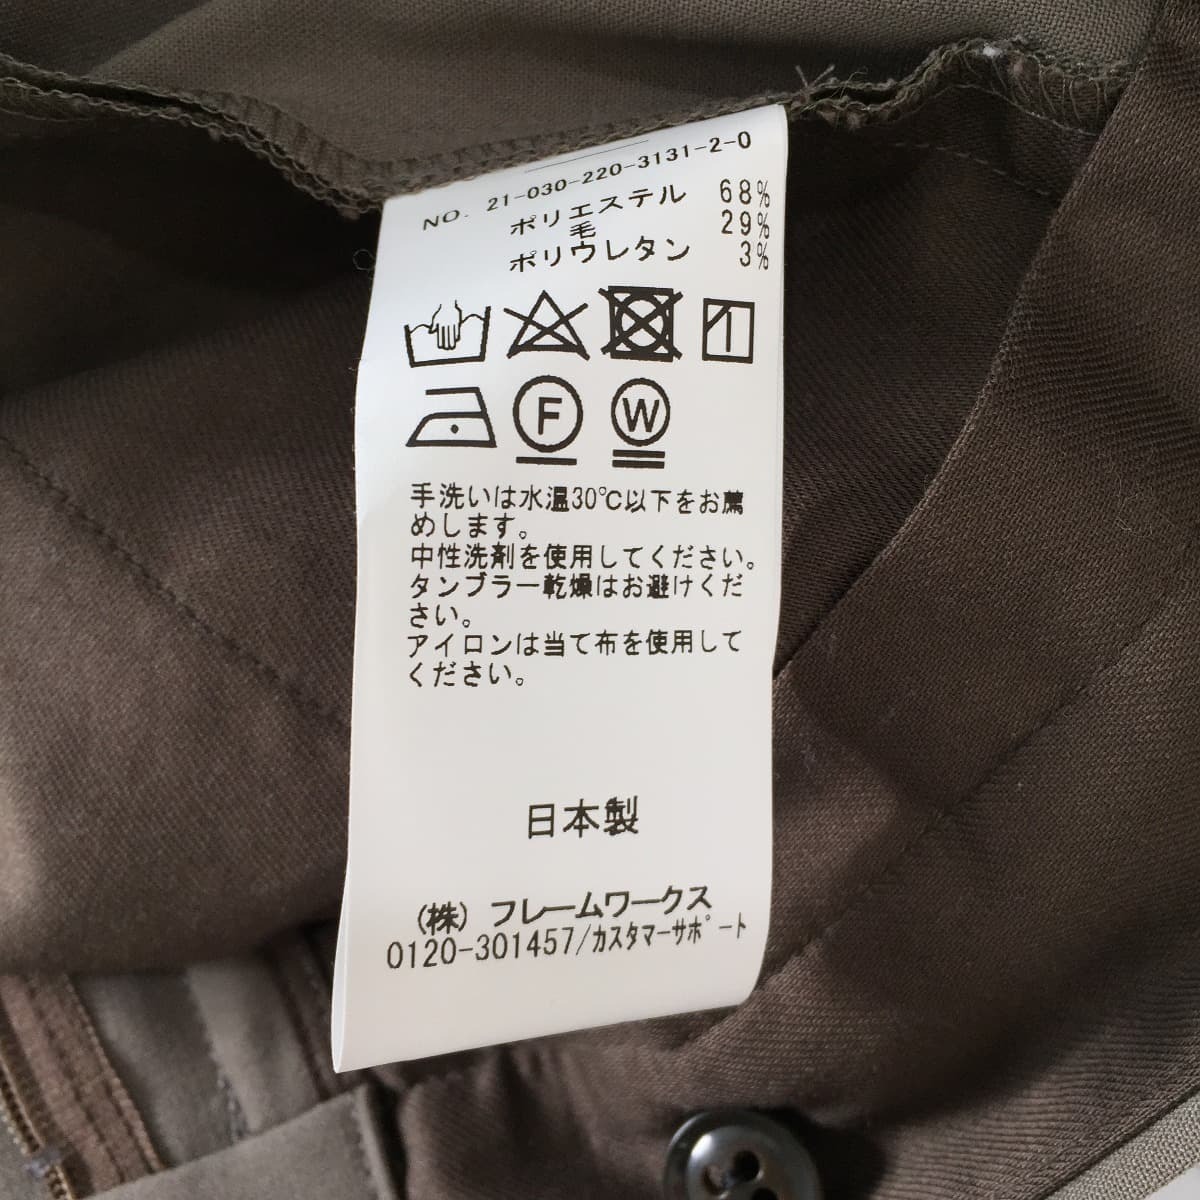 NO. 21-030-220-3131-2-0
ポリエステル 68%
毛 29%
ポリウレタン 3%
F W
手洗いは水温30℃以下をお薦
めします。
中性洗剤を使用してください。
タンブラー乾燥はお避けくだ
さい。
アイロンは当て布を使用して
ください。
日本製
(株) フレームワークス
0120-301457/ｶｽﾀﾏｰｻﾎﾟｰﾄ